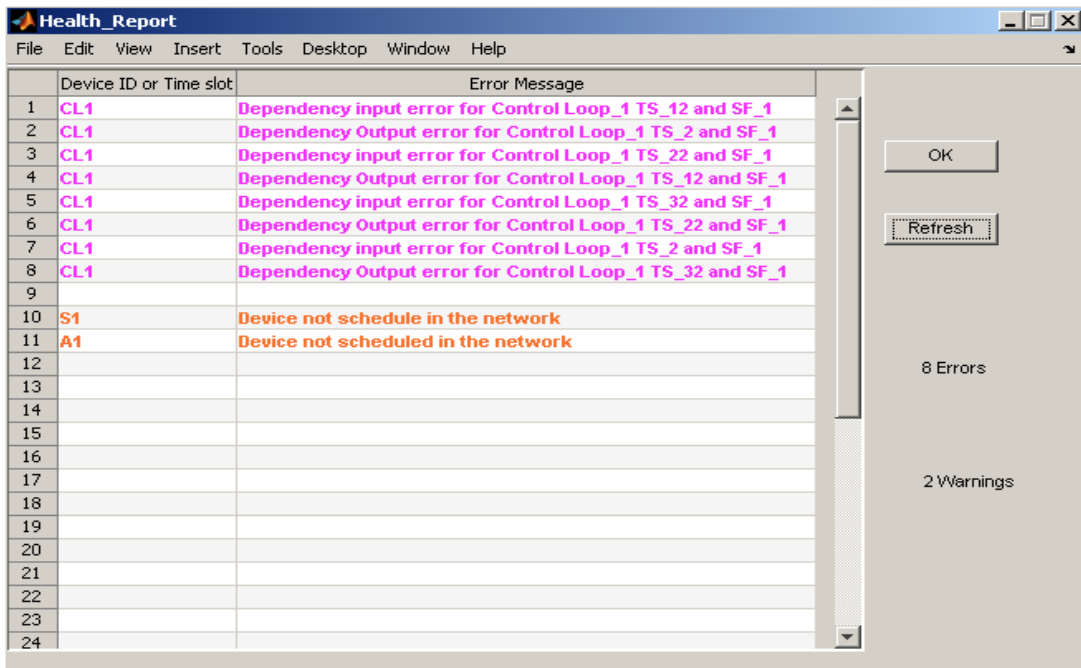 Health_Report
File Edit View Insert Tools Desktop Window Help
Device ID or Time slot Error Message
1 CL1 Dependency input error for Control Loop_1 TS_12 and SF_1
2 CL1 Dependency Output error for Control Loop_1 TS_2 and SF_1
3 CL1 Dependency input error for Control Loop_1 TS_22 and SF_1
4 CL1 Dependency Output error for Control Loop_1 TS_12 and SF_1
5 CL1 Dependency input error for Control Loop_1 TS_32 and SF_1
6 CL1 Dependency Output error for Control Loop_1 TS_22 and SF_1
7 CL1 Dependency input error for Control Loop_1 TS_2 and SF_1
8 CL1 Dependency Output error for Control Loop_1 TS_32 and SF_1
9
10 S1 Device not schedule in the network
11 A1 Device not scheduled in the network
12
13
14
15
16
17
18
19
20
21
22
23
24
OK
Refresh
8 Errors
2 Warnings